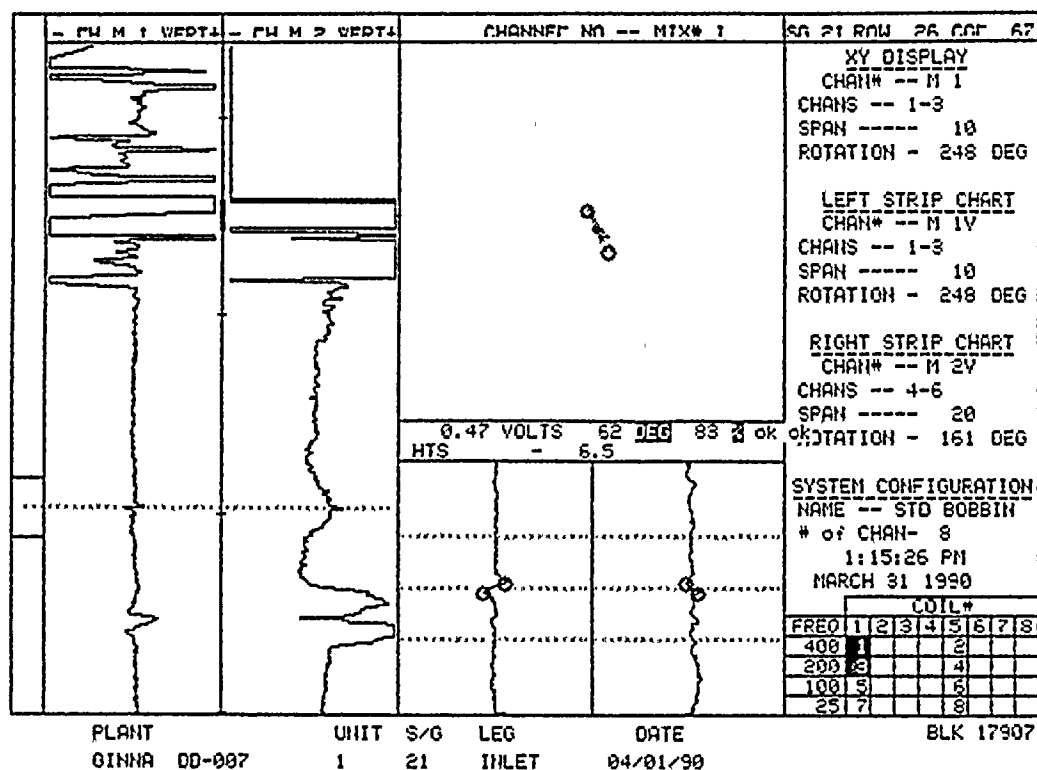 CHANNEL NO -- MIX# 1
SG 21 ROW 26 COL 67
XY DISPLAY
CHAN# -- M 1
CHANS -- 1-3
SPAN ----- 10
ROTATION - 248 DEG
LEFT STRIP CHART
CHAN# -- M 1V
CHANS -- 1-3
SPAN ----- 10
ROTATION - 248 DEG
RIGHT STRIP CHART
CHAN# -- M 2V
CHANS -- 4-6
SPAN ----- 20
ROTATION - 161 DEG
0.47 VOLTS 62 DEG 83 % ok ok
HTS - 6.5
SYSTEM CONFIGURATION
NAME -- STD BOBBIN
# of CHAN- 8
1:15:26 PM
MARCH 31 1990
COIL#
FREQ 1 2 3 4 5 6 7 8
400 1 2
200 3 4
100 5 6
25 7 8
PLANT UNIT S/G LEG DATE BLK 17907
GINNA DD-007 1 21 INLET 04/01/90